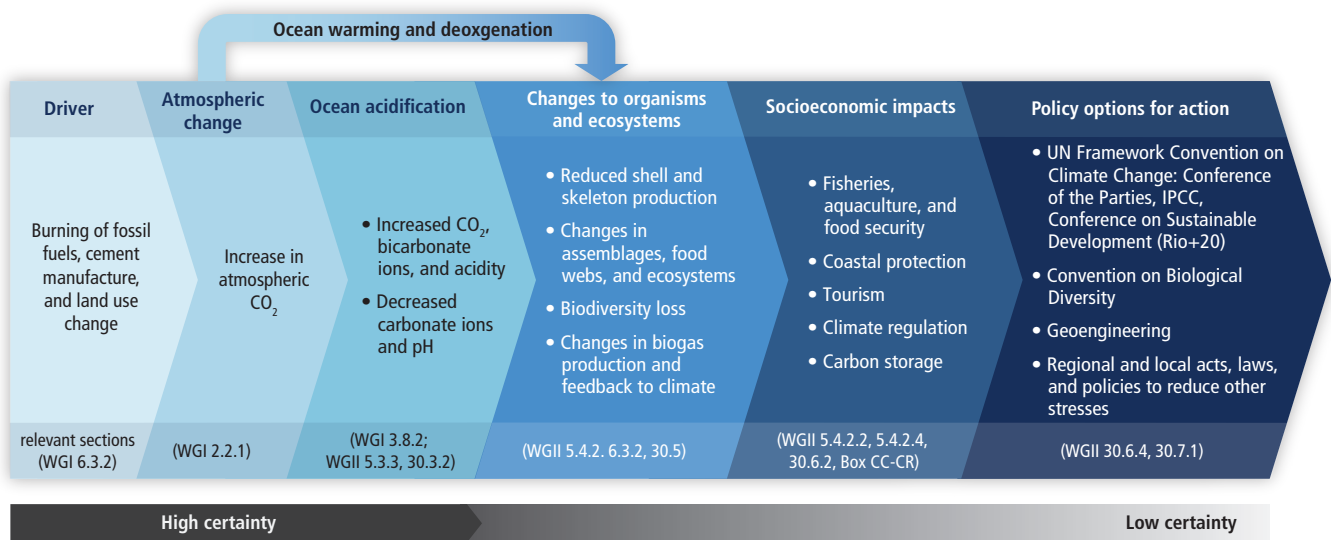 Ocean warming and deoxgenation
Driver
Atmospheric
change
Ocean acidification
Changes to organisms
and ecosystems
Socioeconomic impacts
Policy options for action
Burning of fossil
fuels, cement
manufacture,
and land use
change
Increase in
atmospheric
CO₂
• Increased CO₂,
bicarbonate
ions, and acidity
• Decreased
carbonate ions
and pH
• Reduced shell and
skeleton production
• Changes in
assemblages, food
webs, and ecosystems
• Biodiversity loss
• Changes in biogas
production and
feedback to climate
• Fisheries,
aquaculture, and
food security
• Coastal protection
• Tourism
• Climate regulation
• Carbon storage
• UN Framework Convention on
Climate Change: Conference
of the Parties, IPCC,
Conference on Sustainable
Development (Rio+20)
• Convention on Biological
Diversity
• Geoengineering
• Regional and local acts, laws,
and policies to reduce other
stresses
relevant sections
(WGI 6.3.2)
(WGI 2.2.1)
(WGI 3.8.2;
WGII 5.3.3, 30.3.2)
(WGII 5.4.2. 6.3.2, 30.5)
(WGII 5.4.2.2, 5.4.2.4,
30.6.2, Box CC-CR)
(WGII 30.6.4, 30.7.1)
High certainty
Low certainty